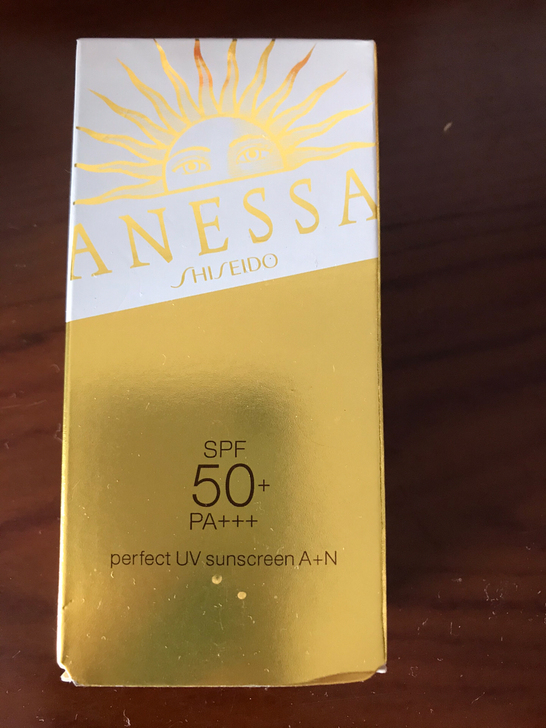 ANESSA
SHISEIDO
SPF
50+
PA+++
perfect UV sunscreen A+N